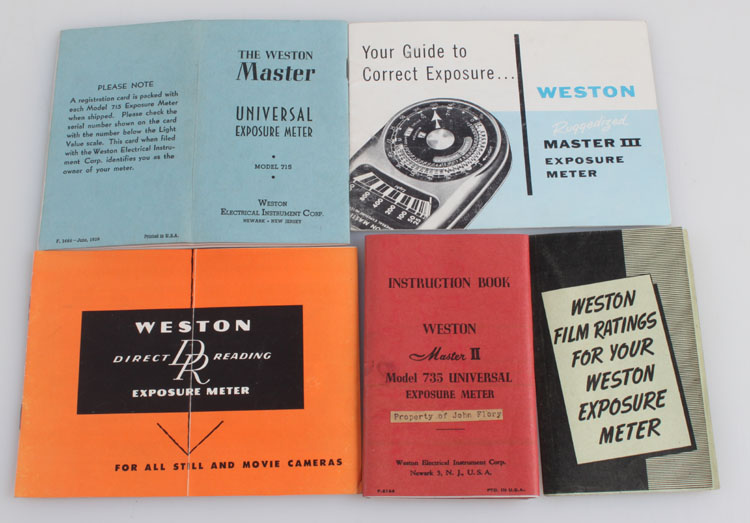 PLEASE NOTE
A registration card is packed with
each Model 715 Exposure Meter
when shipped. Please check the
serial number shown on the card
with the number below the Light
Value scale. This card when filed
with the Weston Electrical Instru-
ment Corp. identifies you as the
owner of your meter.
Printed in U.S.A.
THE WESTON
Master
UNIVERSAL
EXPOSURE METER
MODEL 715
WESTON
ELECTRICAL INSTRUMENT CORP.
NEWARK • NEW JERSEY
Your Guide to
Correct Exposure...
WESTON
Ruggedized
MASTER III
EXPOSURE
METER
WESTON
DIRECT DR READING
EXPOSURE METER
FOR ALL STILL AND MOVIE CAMERAS
INSTRUCTION BOOK
WESTON
Master II
Model 735 UNIVERSAL
EXPOSURE METER
Property of John Flory
Weston Electrical Instrument Corp.
Newark 5, N. J., U. S. A.
PTD. IN U.S.A.
WESTON
FILM RATINGS
FOR YOUR
WESTON
EXPOSURE
METER